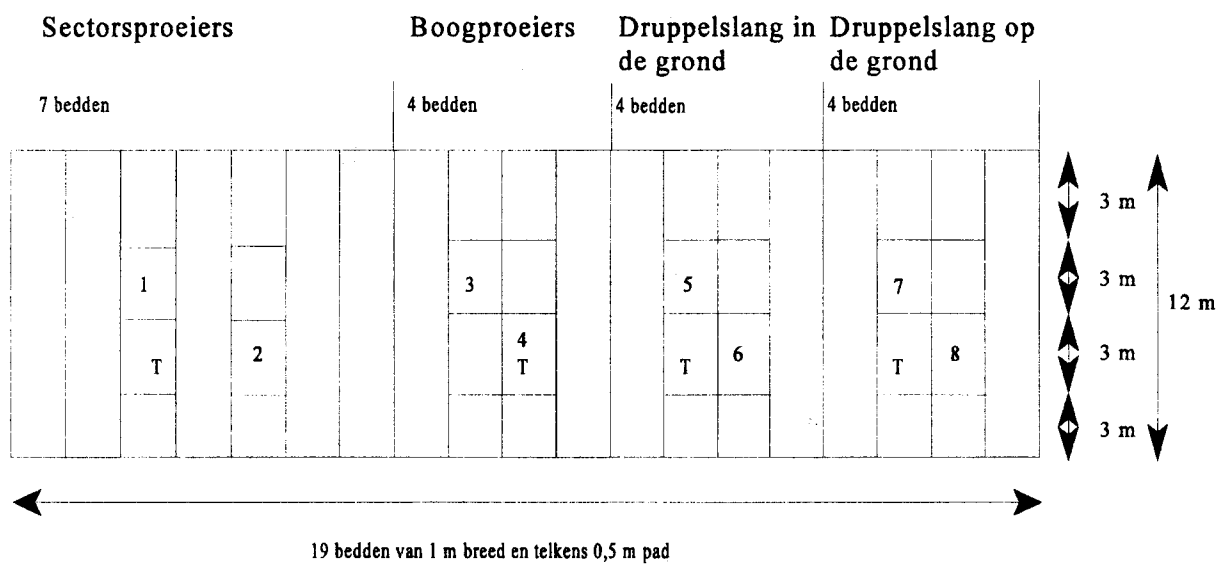 Sectorsproeiers
Boogproeiers
Druppelslang in
de grond
Druppelslang op
de grond
7 bedden
4 bedden
4 bedden
4 bedden
3 m
1
3
5
7
3 m
12 m
2
4
6
8
T
T
T
T
3 m
3 m
19 bedden van 1 m breed en telkens 0,5 m pad